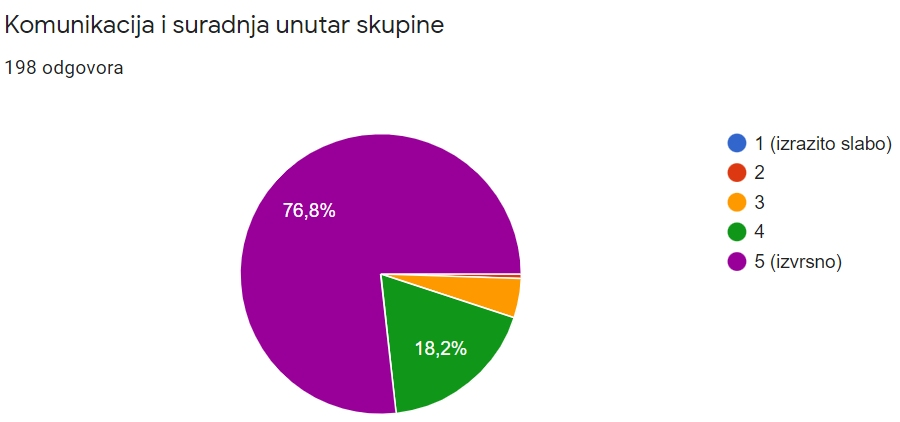 Komunikacija i suradnja unutar skupine
198 odgovora
76,8%
18,2%
1 (izrazito slabo)
2
3
4
5 (izvrsno)